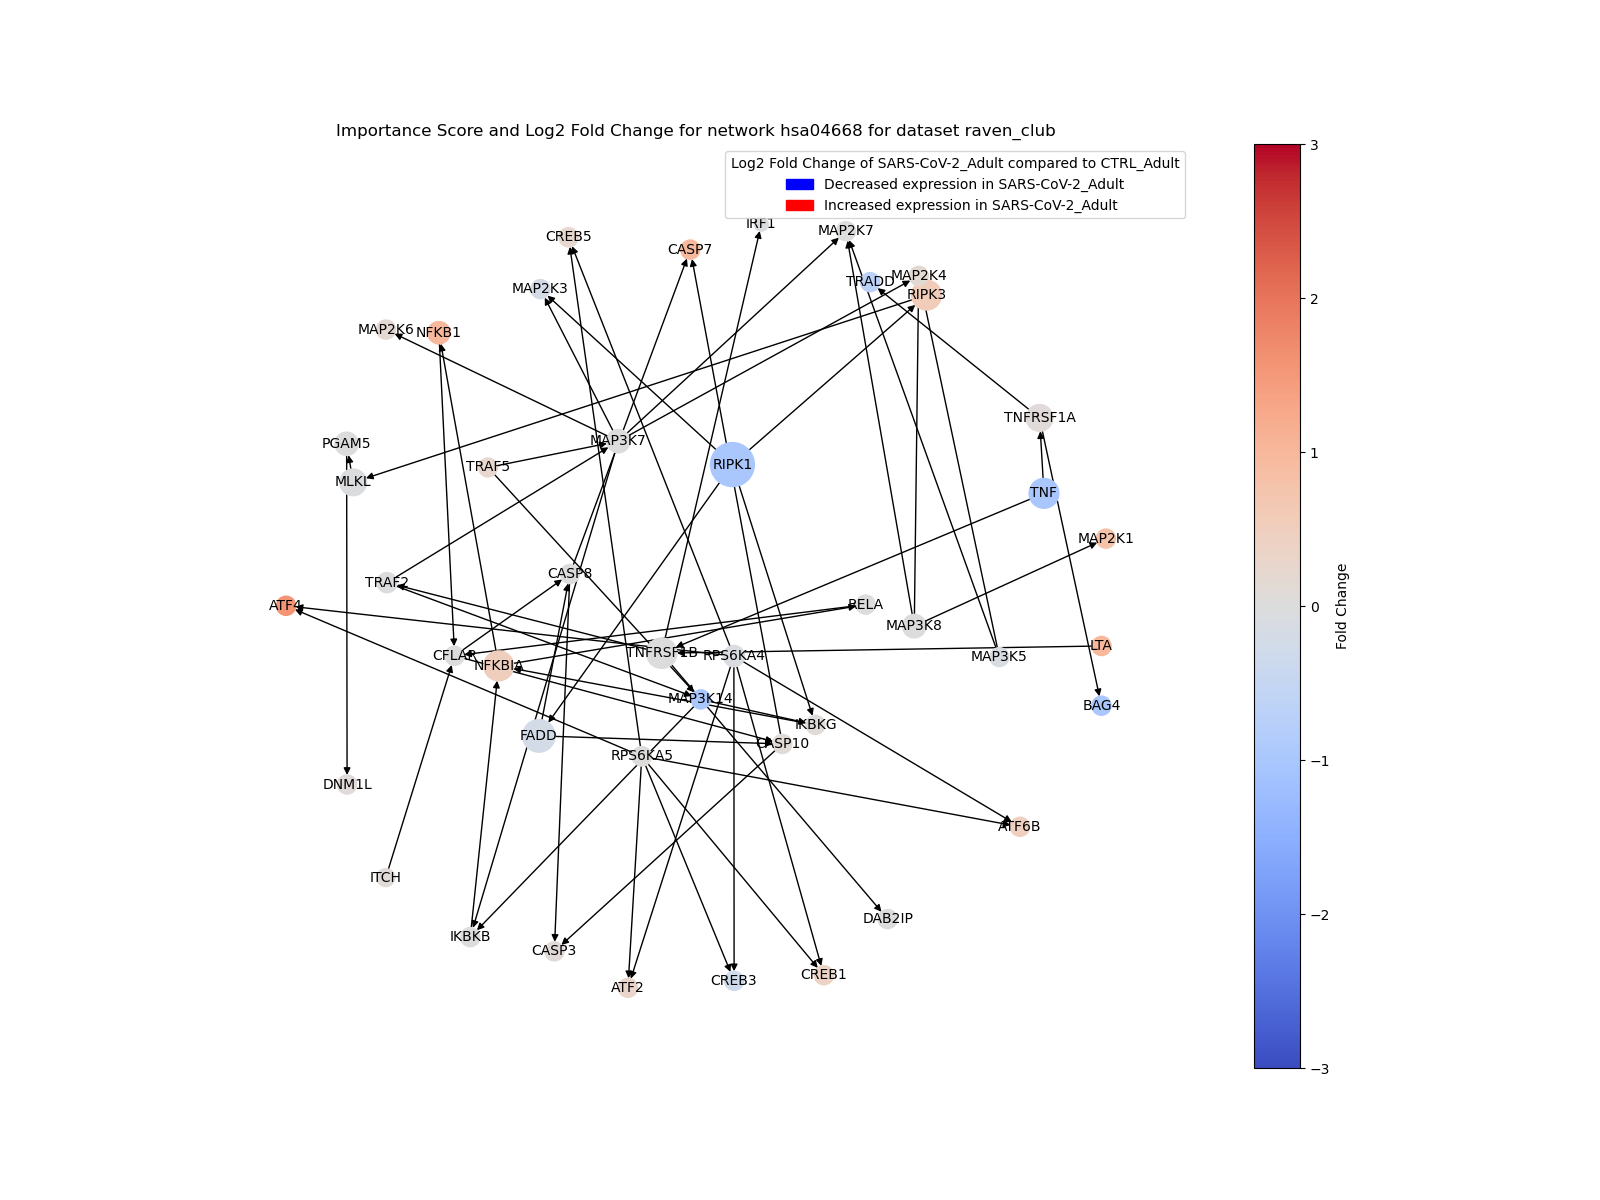 Importance Score and Log2 Fold Change for network hsa04668 for dataset raven_club
Log2 Fold Change of SARS-CoV-2_Adult compared to CTRL_Adult
Decreased expression in SARS-CoV-2_Adult
Increased expression in SARS-CoV-2_Adult
IRF1
MAP2K7
CREB5
CASP7
MAP2K4
TRADD
MAP2K3
RIPK3
MAP2K6
NFKB1
TNFRSF1A
MAP3K7
PGAM5
RIPK1
TRAF5
MLKL
TNF
MAP2K1
CASP8
TRAF2
ATF4
RELA
MAP3K8
LTA
TNFRSF1B
RPS6KA4
CFLAR
MAP3K5
NFKBIA
MAP3K14
BAG4
IKBKG
FADD
CASP10
RPS6KA5
DNM1L
ATF6B
ITCH
DAB2IP
IKBKB
CASP3
CREB1
CREB3
ATF2
3
2
1
0
−1
−2
−3
Fold Change